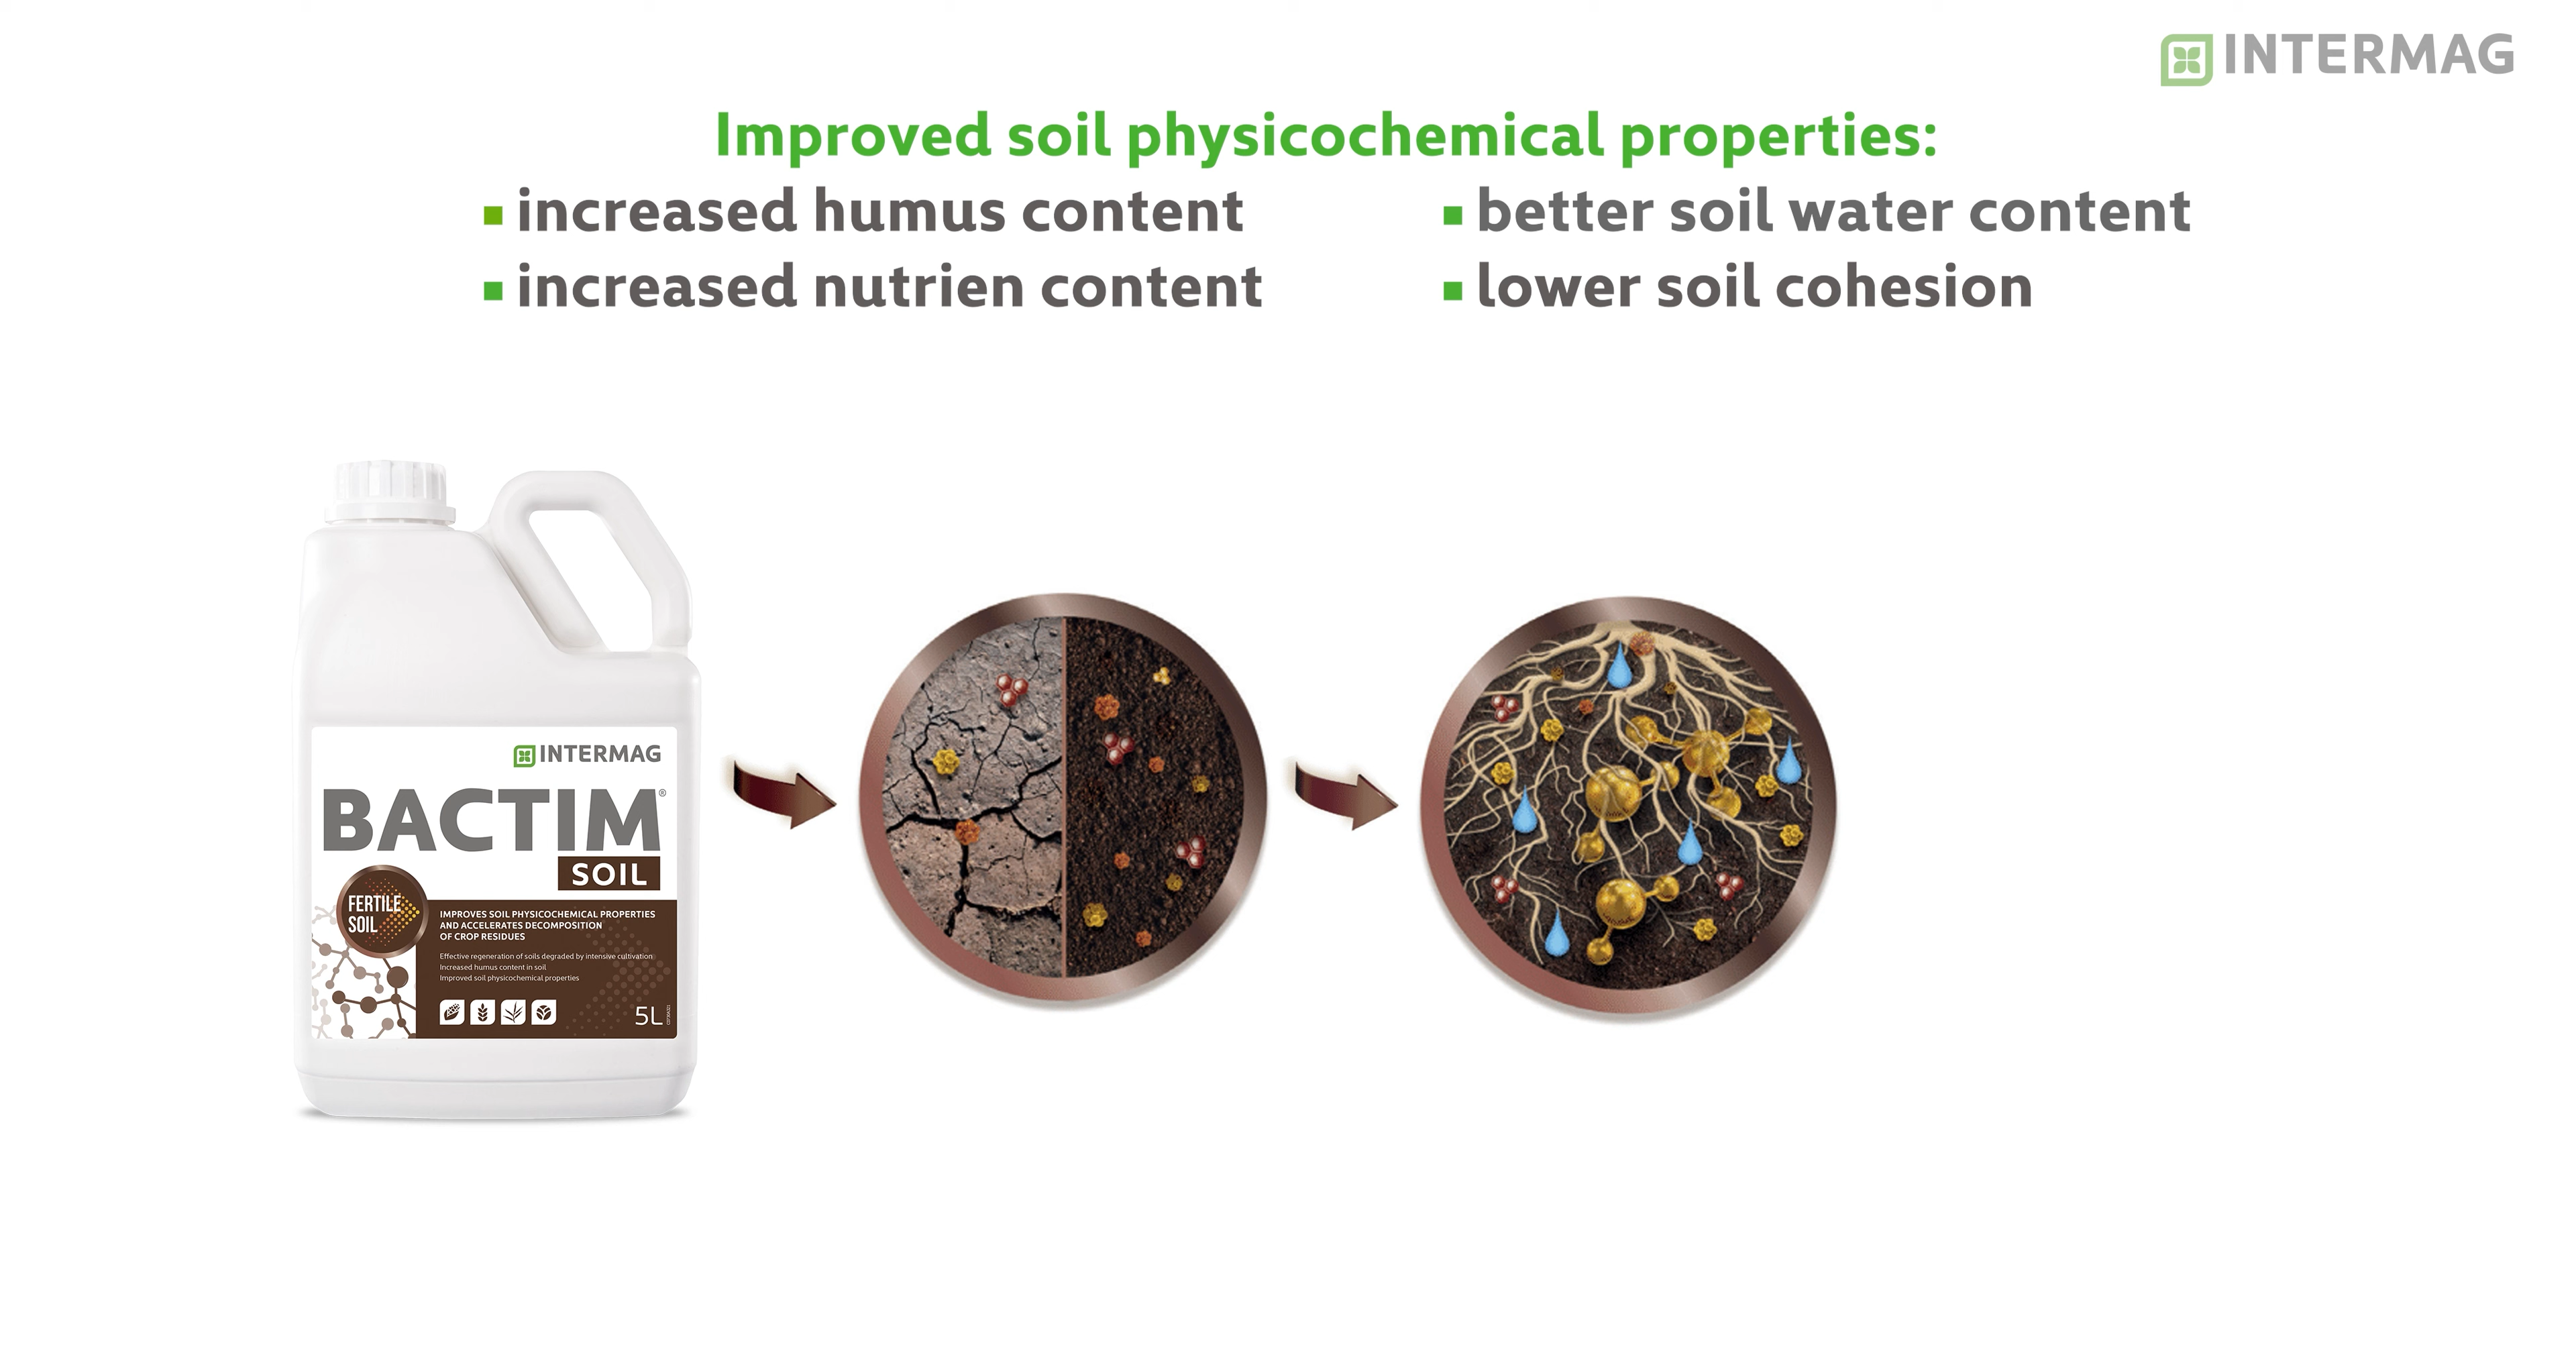 INTERMAG
Improved soil physicochemical properties:
▪ increased humus content
▪ increased nutrien content
▪ better soil water content
▪ lower soil cohesion
INTERMAG
BACTIM®
SOIL
FERTILE
SOIL
IMPROVES SOIL PHYSICOCHEMICAL PROPERTIES
AND ACCELERATES DECOMPOSITION
OF CROP RESIDUES
Effective regeneration of soils degraded by intensive cultivation
Increased humus content in soil
Improved soil physicochemical properties
5L